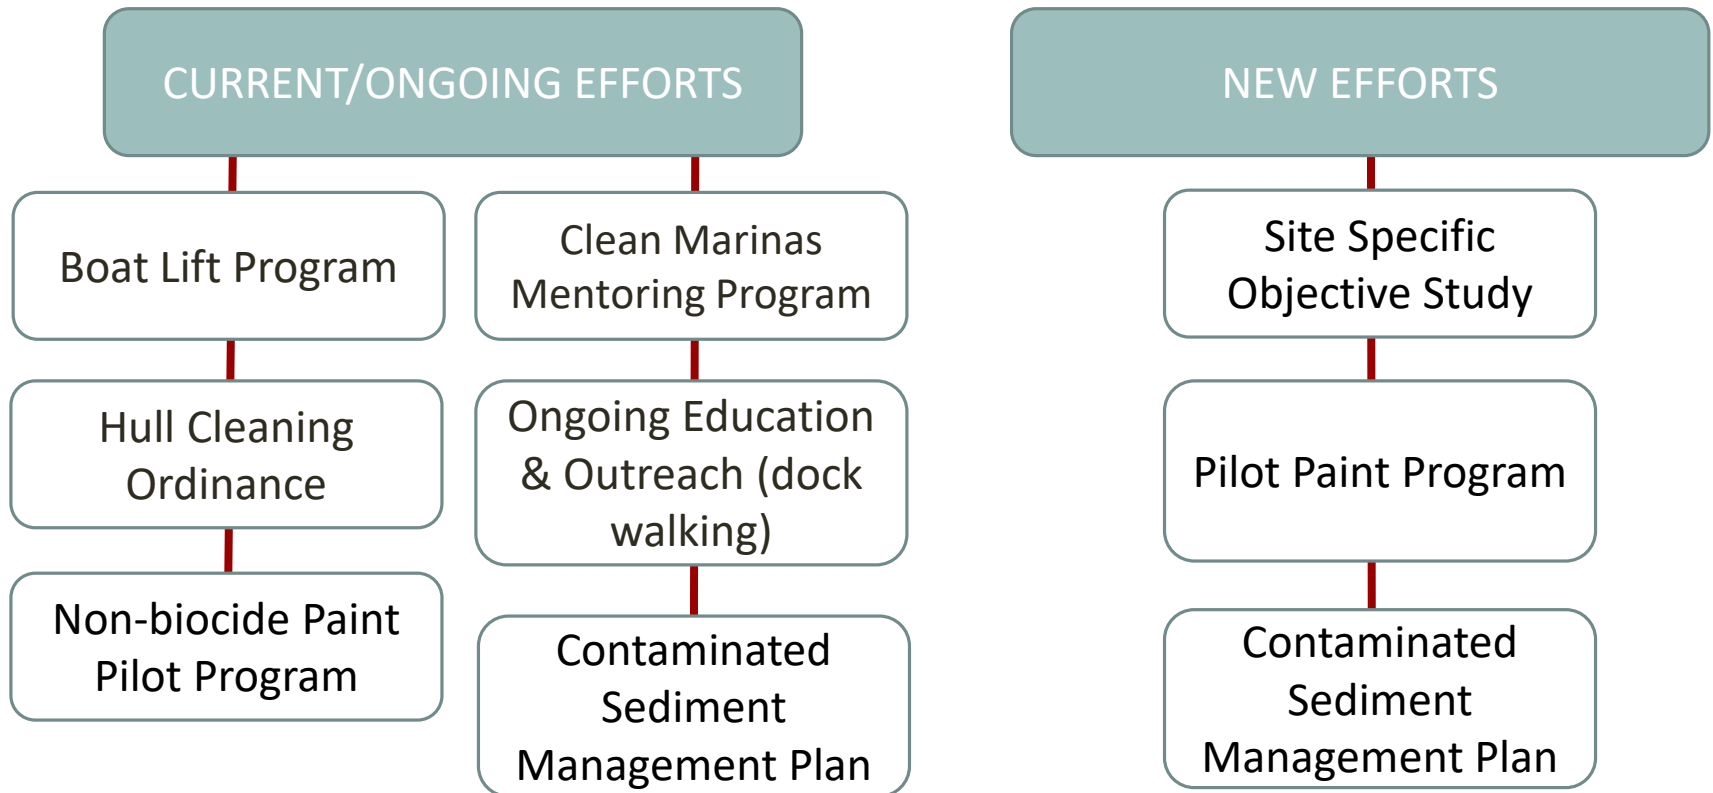 CURRENT/ONGOING EFFORTS
Boat Lift Program
Hull Cleaning
Ordinance
Non-biocide Paint
Pilot Program
Clean Marinas
Mentoring Program
Ongoing Education
& Outreach (dock
walking)
Contaminated
Sediment
Management Plan
NEW EFFORTS
Site Specific
Objective Study
Pilot Paint Program
Contaminated
Sediment
Management Plan